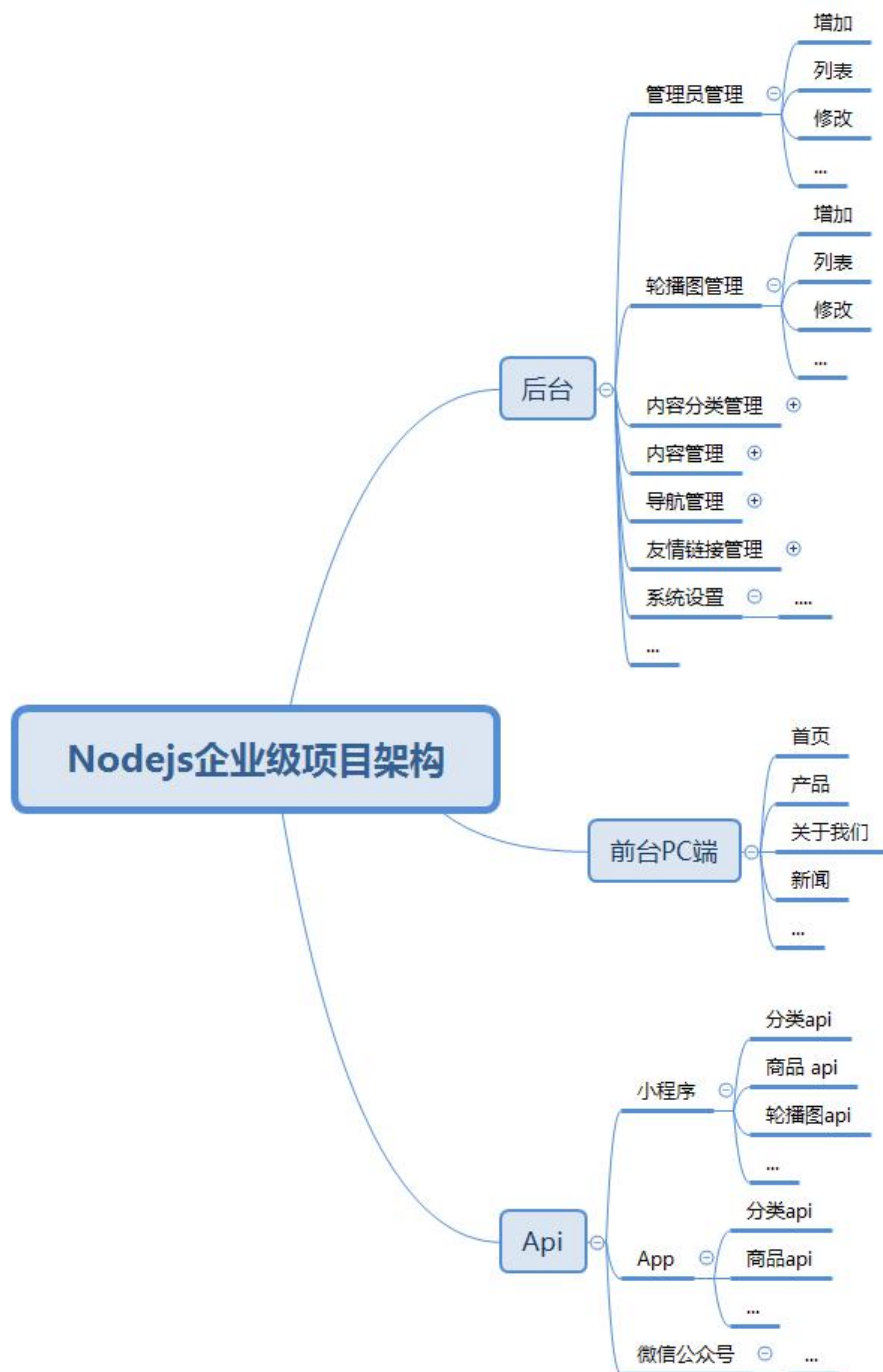 Nodejs企业级项目架构
后台
管理员管理
增加
列表
修改
...
轮播图管理
增加
列表
修改
...
内容分类管理
内容管理
导航管理
友情链接管理
系统设置
....
...
前台PC端
首页
产品
关于我们
新闻
...
Api
小程序
分类api
商品 api
轮播图api
...
App
分类api
商品api
...
微信公众号
...